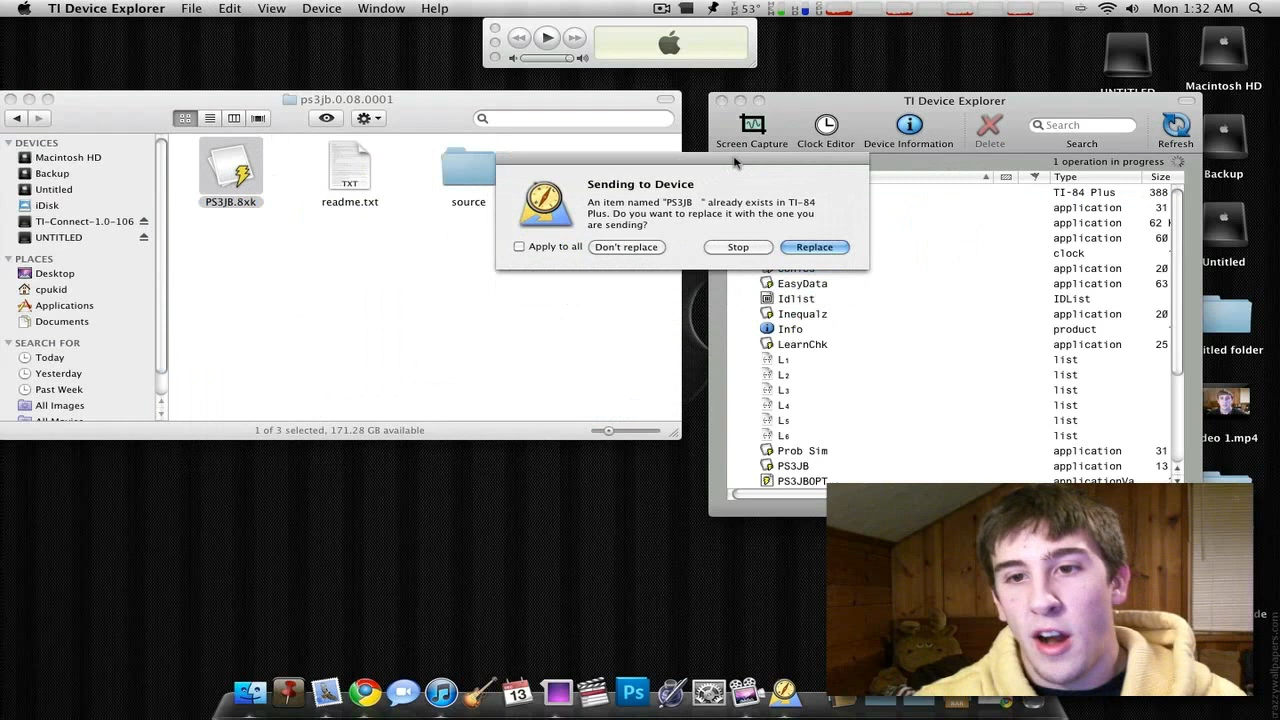 TI Device Explorer File Edit View Device Window Help
53° Mon 1:32 AM
Macintosh HD
Backup
Untitled
titled folder
deo 1.mp4
ps3jb.0.08.0001
DEVICES
Macintosh HD
Backup
Untitled
iDisk
TI-Connect-1.0-106
UNTITLED
PLACES
Desktop
cpukid
Applications
Documents
SEARCH FOR
Today
Yesterday
Past Week
All Images
PS3JB.8xk
TXT
readme.txt
source
1 of 3 selected, 171.28 GB available
TI Device Explorer
Screen Capture Clock Editor Device Information Delete Search Search Refresh
1 operation in progress
Type Size
TI-84 Plus 388
application 31
application 62
application 60
clock
application 20
EasyData application 63
Idlist IDList
Inequalz application 20
Info product
LearnChk application 25
L₁ list
L₂ list
L₃ list
L₄ list
L₅ list
L₆ list
Prob Sim application 31
PS3JB application 13
PS3JBOPT applicationVa
Sending to Device
An item named "PS3JB " already exists in TI-84
Plus. Do you want to replace it with the one you
are sending?
Apply to all Don't replace Stop Replace
13
Ps